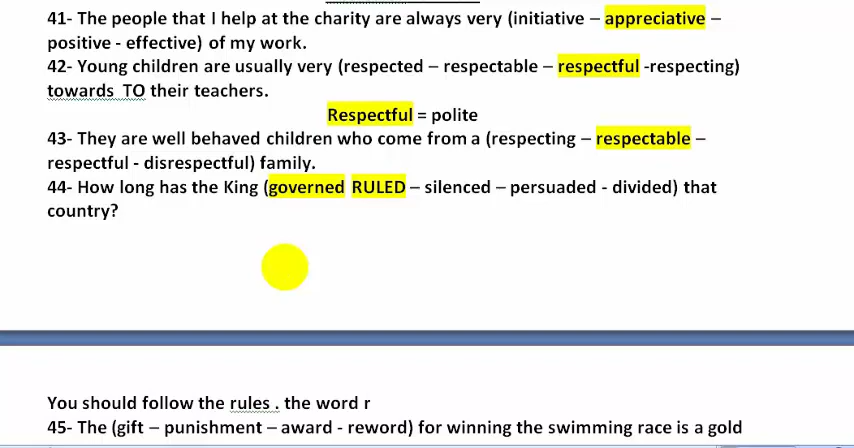 41- The people that I help at the charity are always very (initiative – appreciative –
positive - effective) of my work.
42- Young children are usually very (respected – respectable – respectful -respecting)
towards TO their teachers.
Respectful = polite
43- They are well behaved children who come from a (respecting – respectable –
respectful - disrespectful) family.
44- How long has the King (governed RULED – silenced – persuaded - divided) that
country?
You should follow the rules . the word r
45- The (gift – punishment – award - reword) for winning the swimming race is a gold